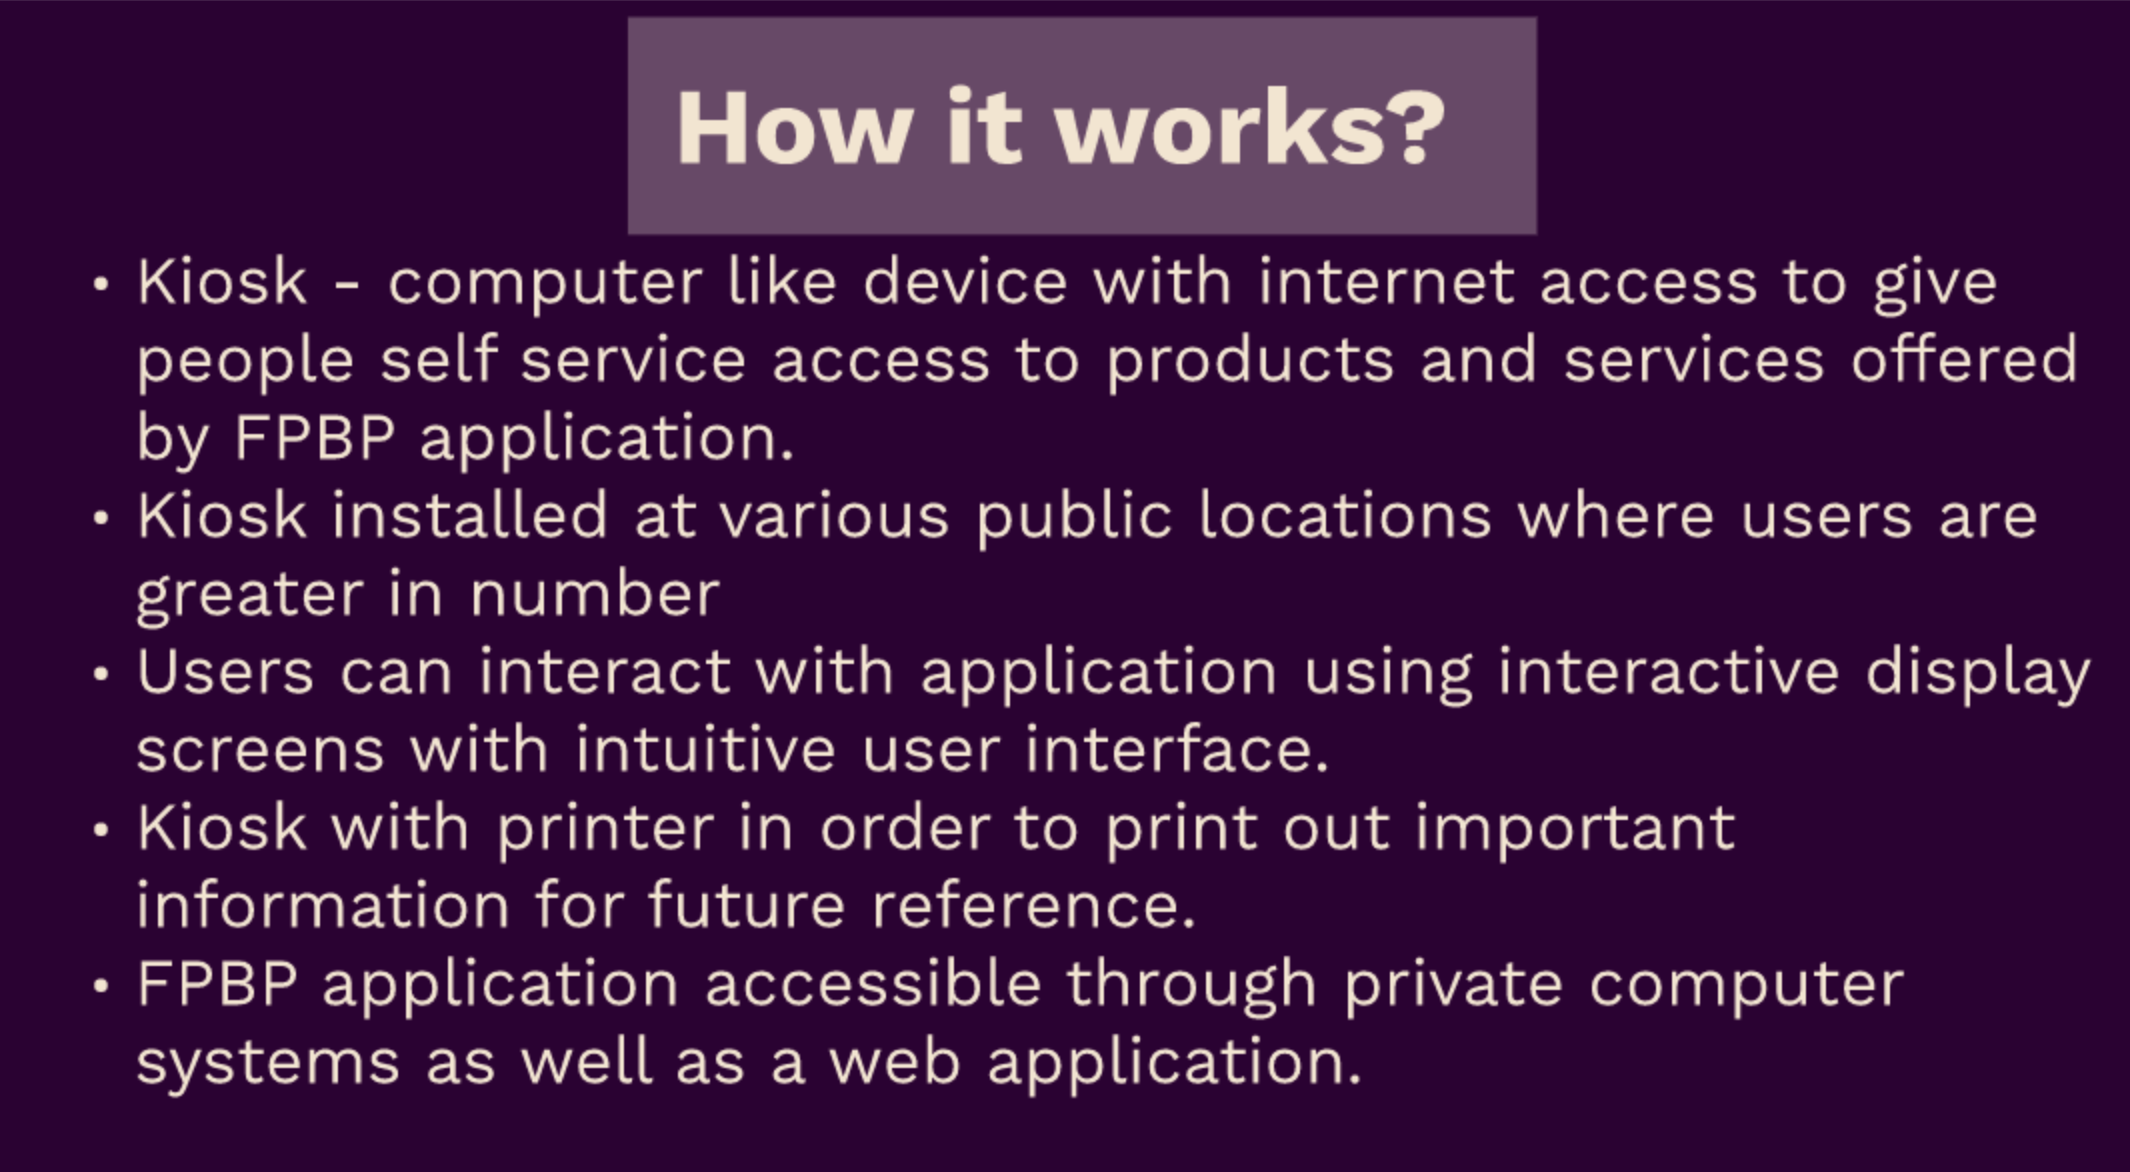 How it works?
• Kiosk - computer like device with internet access to give
people self service access to products and services offered
by FPBP application.
• Kiosk installed at various public locations where users are
greater in number
• Users can interact with application using interactive display
screens with intuitive user interface.
• Kiosk with printer in order to print out important
information for future reference.
• FPBP application accessible through private computer
systems as well as a web application.